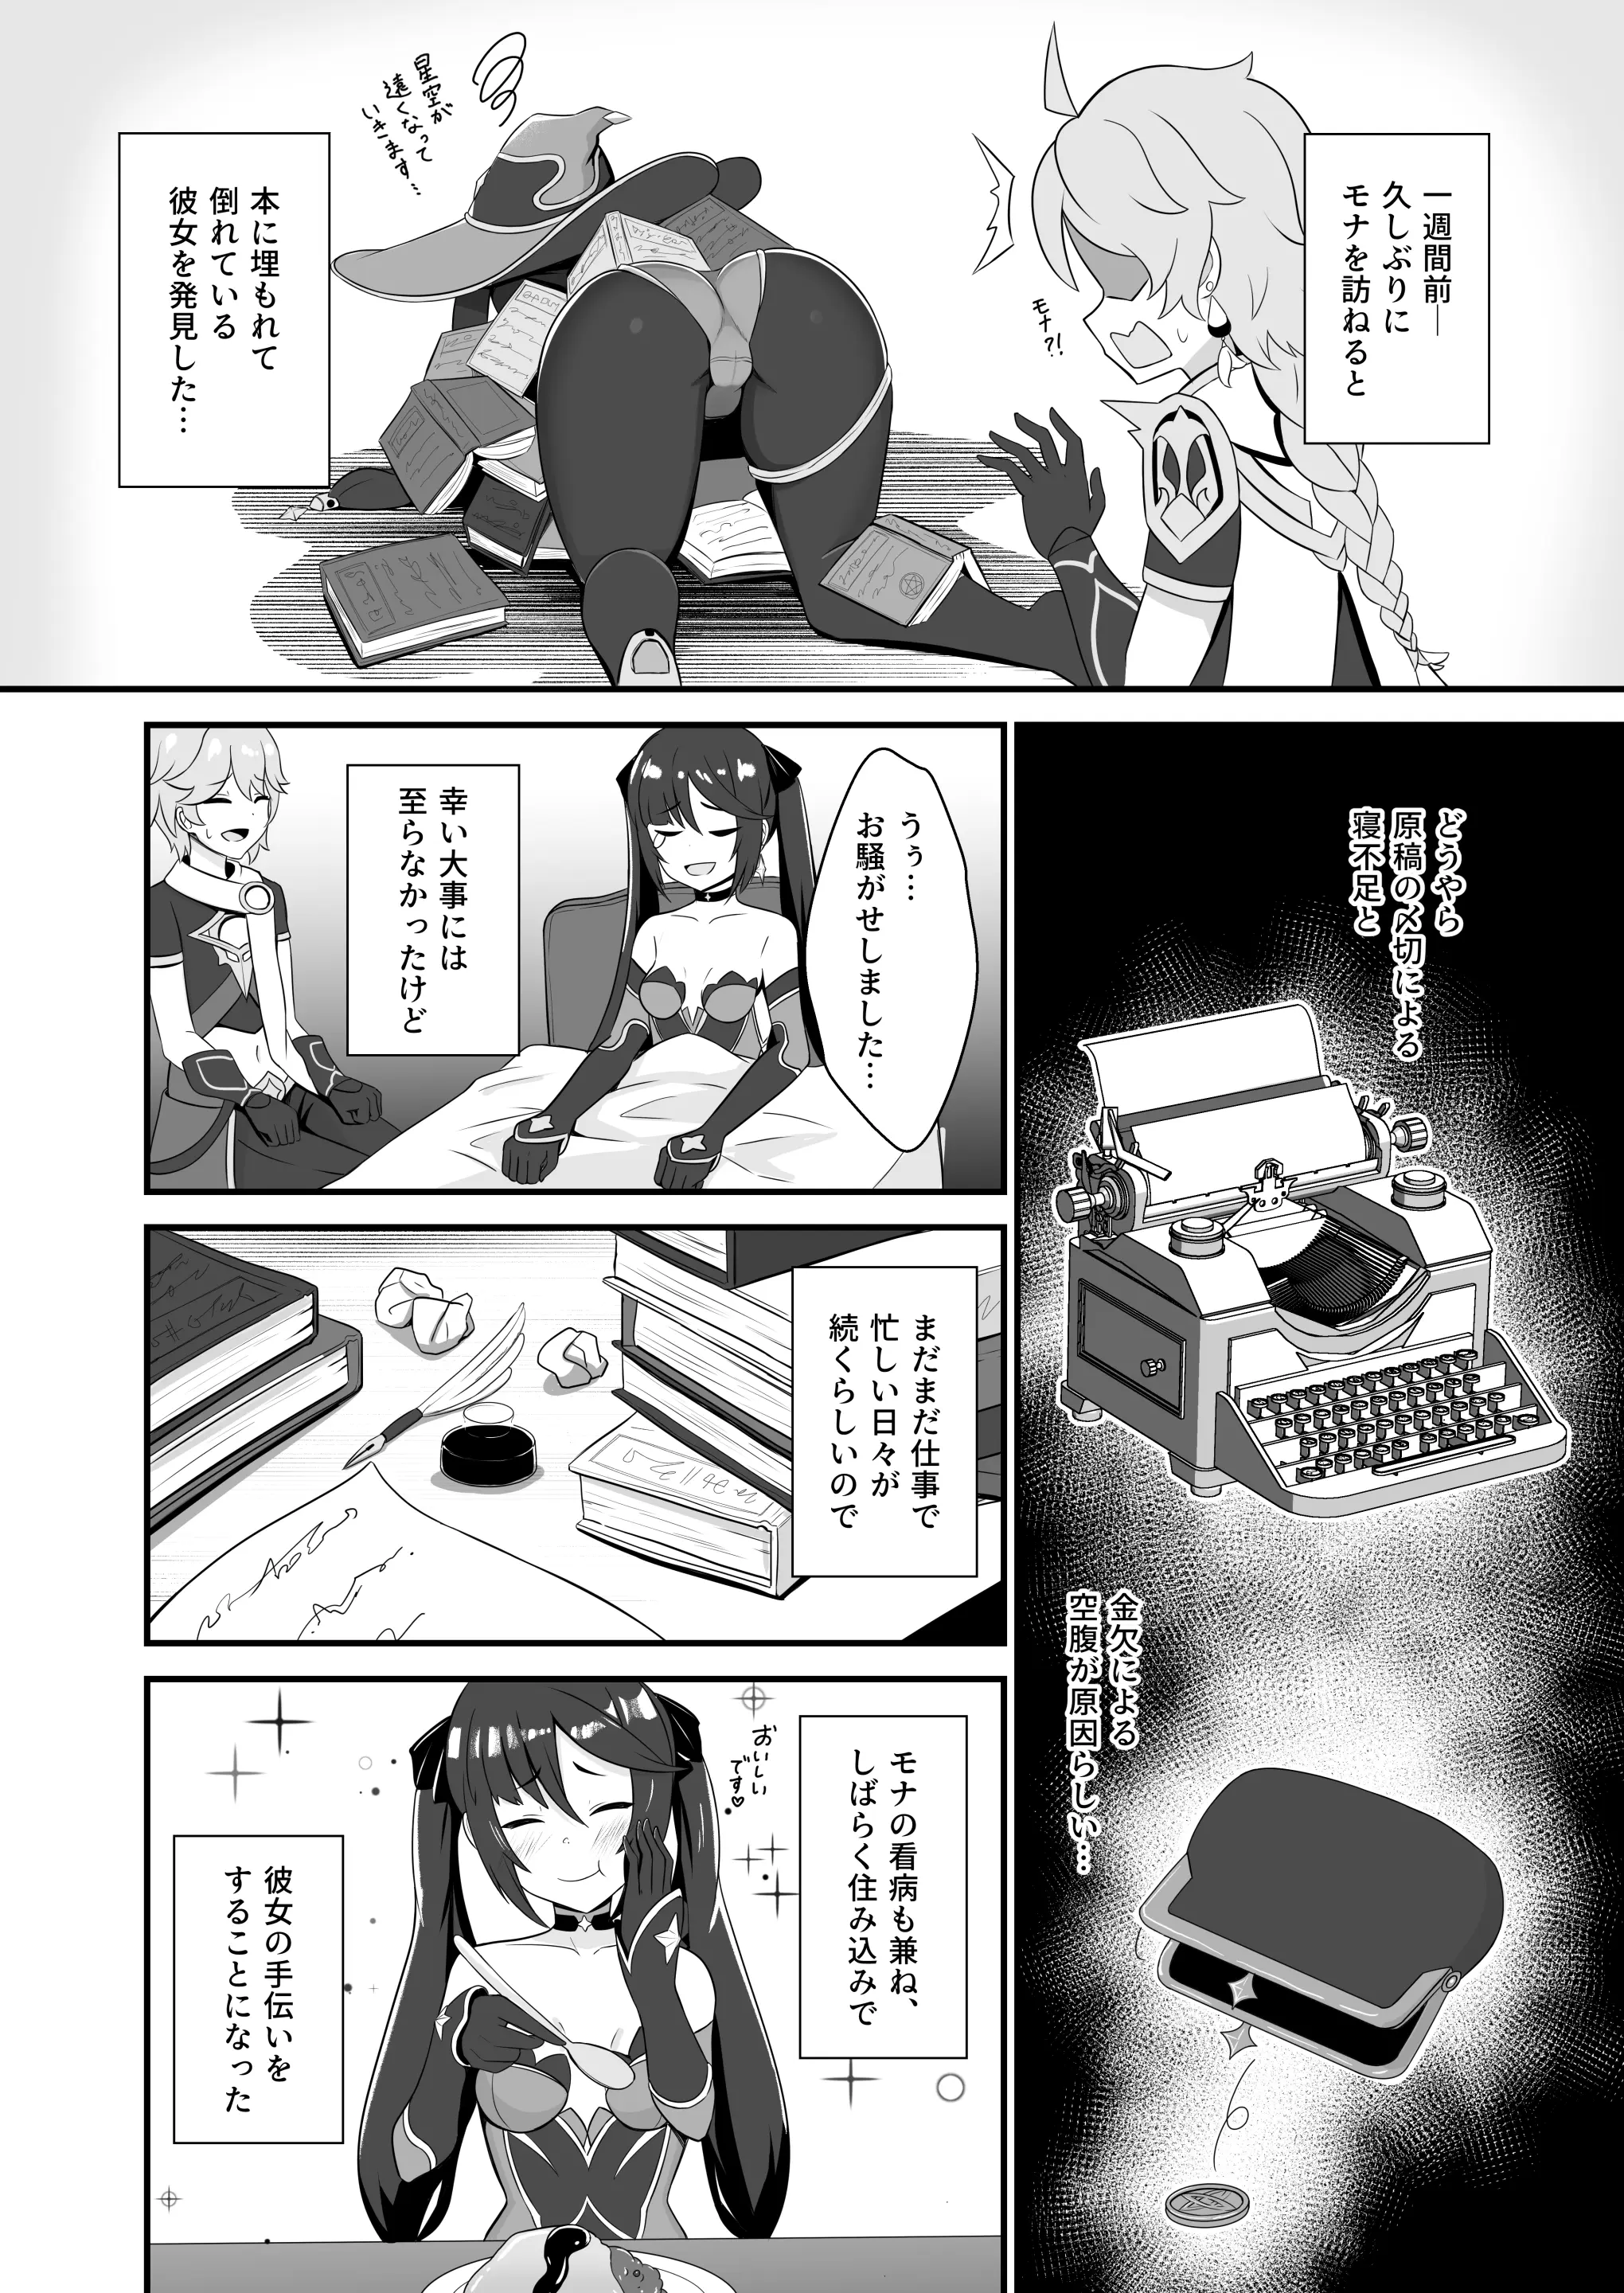 一週間前―
久しぶりに
モナを訪ねると
モナ?!
星空が
遠くなって
いきます…
本に埋もれて
倒れている
彼女を発見した…
どうやら
原稿の〆切による
寝不足と
金欠による
空腹が原因らしい…
うぅ…
お騒がせしました…
幸い大事には
至らなかったけど
まだまだ仕事で
忙しい日々が
続くらしいので
モナの看病も兼ね、
しばらく住み込みで
おいしい
です♡
彼女の手伝いを
することになった